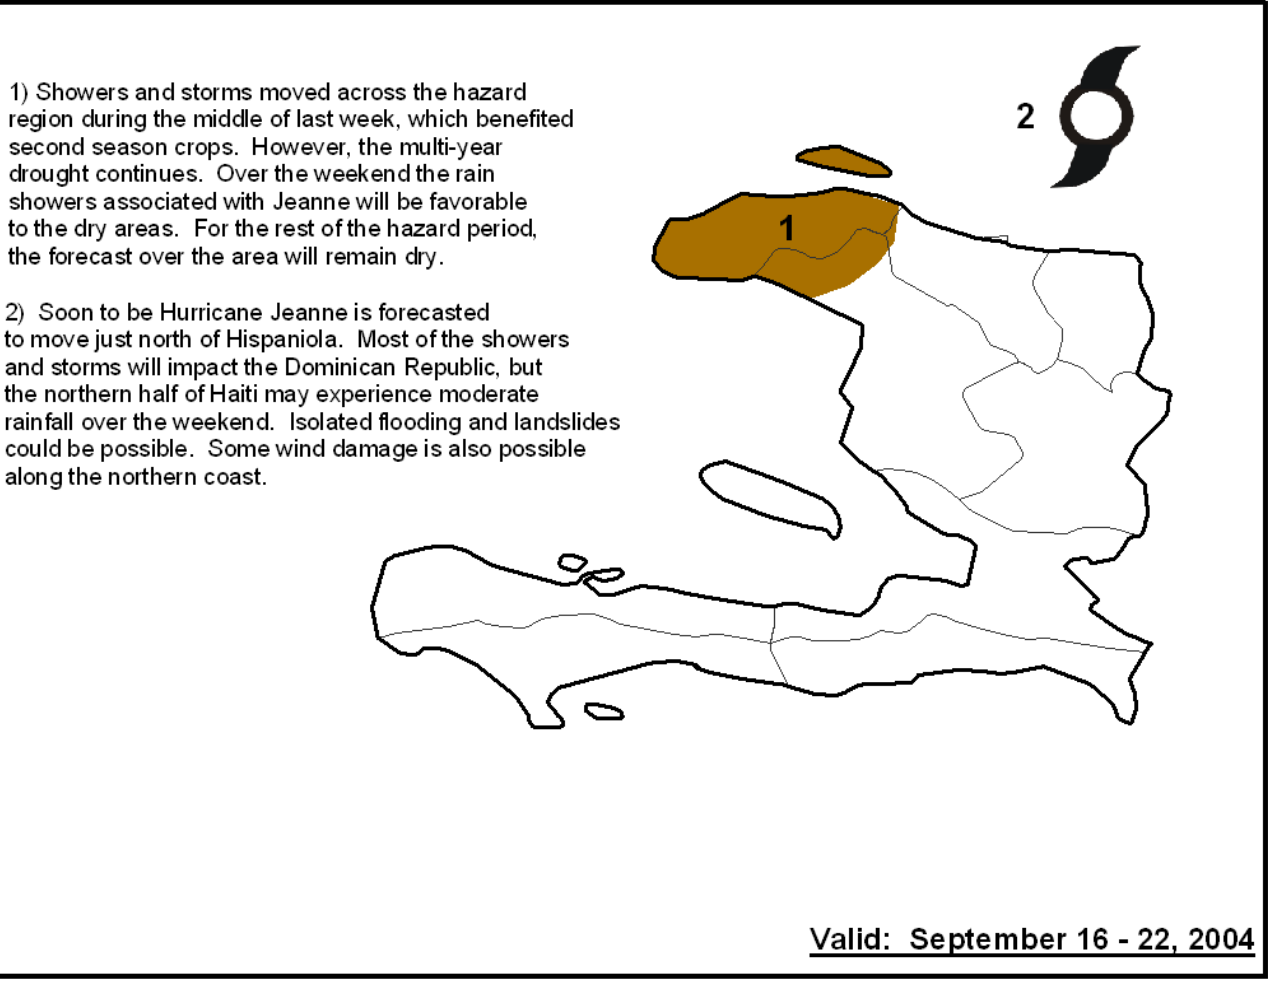 1) Showers and storms moved across the hazard
region during the middle of last week, which benefited
second season crops.  However, the multi-year
drought continues.  Over the weekend the rain
showers associated with Jeanne will be favorable
to the dry areas.  For the rest of the hazard period,
the forecast over the area will remain dry.
2)  Soon to be Hurricane Jeanne is forecasted
to move just north of Hispaniola.  Most of the showers
and storms will impact the Dominican Republic, but
the northern half of Haiti may experience moderate
rainfall over the weekend.  Isolated flooding and landslides
could be possible.  Some wind damage is also possible
along the northern coast.
2
1
Valid:  September 16 - 22, 2004